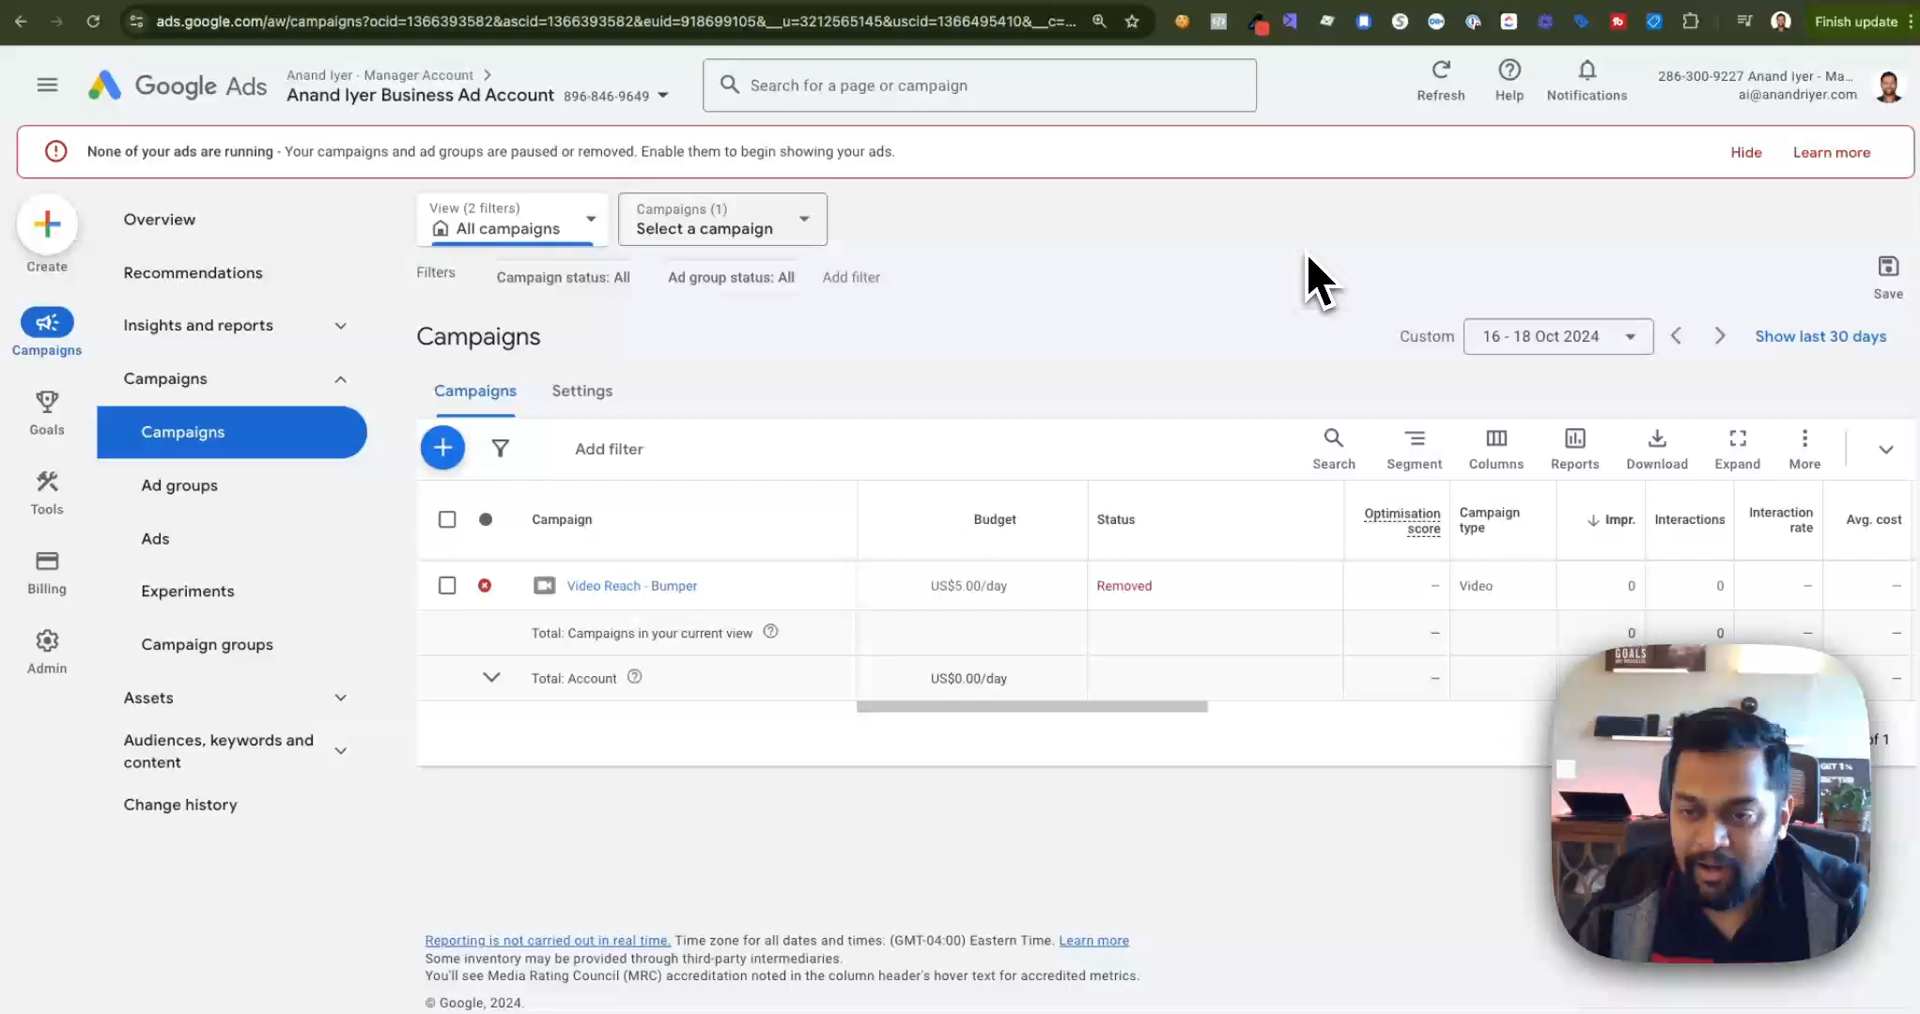 ads.google.com/aw/campaigns?ocid=1366393582&ascid=1366393582&euid=918699105&__u=3212565145&uscid=1366495410&__c=...
Finish update
Google Ads
Anand Iyer - Manager Account
Anand Iyer Business Ad Account 896-846-9649
Search for a page or campaign
Refresh
Help
Notifications
286-300-9227 Anand Iyer - Ma...
ai@anandriyer.com
None of your ads are running - Your campaigns and ad groups are paused or removed. Enable them to begin showing your ads.
Hide
Learn more
Create
Campaigns
Goals
Tools
Billing
Admin
Overview
Recommendations
Insights and reports
Campaigns
Campaigns
Ad groups
Ads
Experiments
Campaign groups
Assets
Audiences, keywords and
content
Change history
View (2 filters)
All campaigns
Campaigns (1)
Select a campaign
Filters
Campaign status: All
Ad group status: All
Add filter
Save
Campaigns
Custom
16 - 18 Oct 2024
Show last 30 days
Campaigns
Settings
Add filter
Search
Segment
Columns
Reports
Download
Expand
More
Campaign
Budget
Status
Optimisation
score
Campaign
type
Impr.
Interactions
Interaction
rate
Avg. cost
Video Reach - Bumper
US$5.00/day
Removed
–
Video
0
0
–
–
Total: Campaigns in your current view
–
0
0
–
–
Total: Account
US$0.00/day
–
–
of 1
GOALS
GET 1%
Reporting is not carried out in real time. Time zone for all dates and times: (GMT-04:00) Eastern Time. Learn more
Some inventory may be provided through third-party intermediaries.
You'll see Media Rating Council (MRC) accreditation noted in the column header's hover text for accredited metrics.
© Google, 2024.